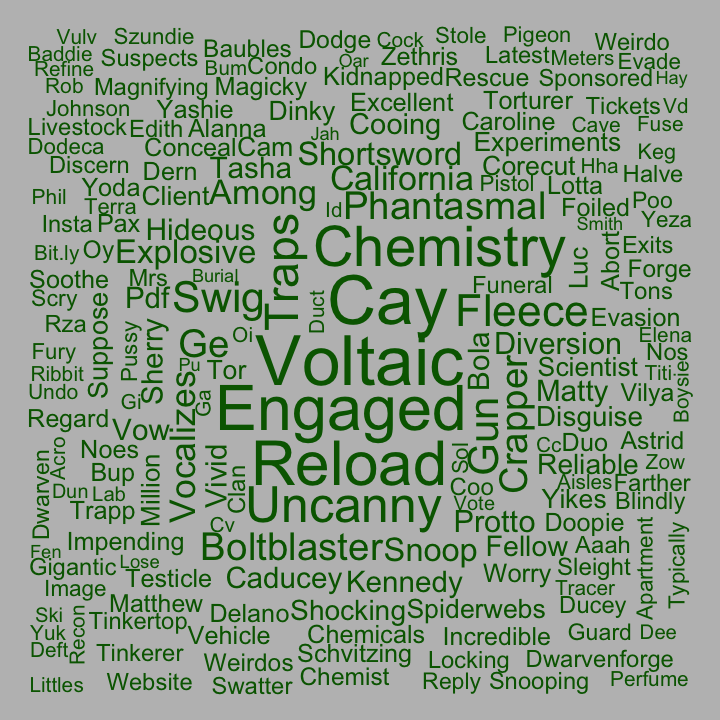 Vulv
Szundie
Dodge
Cock
Stole
Pigeon
Baddie
Suspects
Baubles
Oar
Zethris
Latest
Meters
Weirdo
Evade
Refine
Bum
Condo
Rob
Magnifying
Magicky
Kidnapped
Rescue
Sponsored
Hay
Johnson
Yashie
Dinky
Excellent
Torturer
Tickets
Vd
Livestock
Edith
Alanna
Jah
Cooing
Caroline
Cave
Fuse
Dodeca
Conceal
Cam
Shortsword
Experiments
Keg
Discern
Dern
Tasha
California
Corecut
Hha
Halve
Phil
Yoda
Client
Among
Pistol
Lotta
Terra
Id
Phantasmal
Foiled
Poo
Insta
Pax
Hideous
Smith
Yeza
Bit.ly
Oy
Explosive
Traps
Chemistry
Luc
Abort
Exits
Soothe
Mrs
Burial
Cay
Funeral
Forge
Scry
Pdf
Swig
Duct
Fleece
Tons
Rza
Suppose
Pussy
Sherry
Ge
Oi
Evasion
Fury
Voltaic
Bola
Diversion
Elena
Nos
Ribbit
Pu
Tor
Scientist
Titi
Boysie
Undo
Gi
Vocalizes
Ga
Engaged
Gun
Crapper
Matty
Vilya
Regard
Vow
Disguise
Noes
Reload
Sol
Cc
Duo
Astrid
Dwarven
Acro
Bup
Million
Vivid
Clan
Reliable
Zow
Dun
Lab
Coo
Aisles
Farther
Trapp
Uncanny
Vote
Yikes
Blindly
Cv
Protto
Doopie
Fen
Impending
Boltblaster
Snoop
Fellow
Aaah
Apartment
Typically
Gigantic
Lose
Testicle
Caducey
Kennedy
Worry
Sleight
Image
Tracer
Matthew
Delano
Shocking
Spiderwebs
Ducey
Ski
Recon
Tinkertop
Yuk
Vehicle
Chemicals
Incredible
Guard
Dee
Deft
Tinkerer
Weirdos
Schvitzing
Locking
Dwarvenforge
Littles
Website
Swatter
Chemist
Reply
Snooping
Perfume